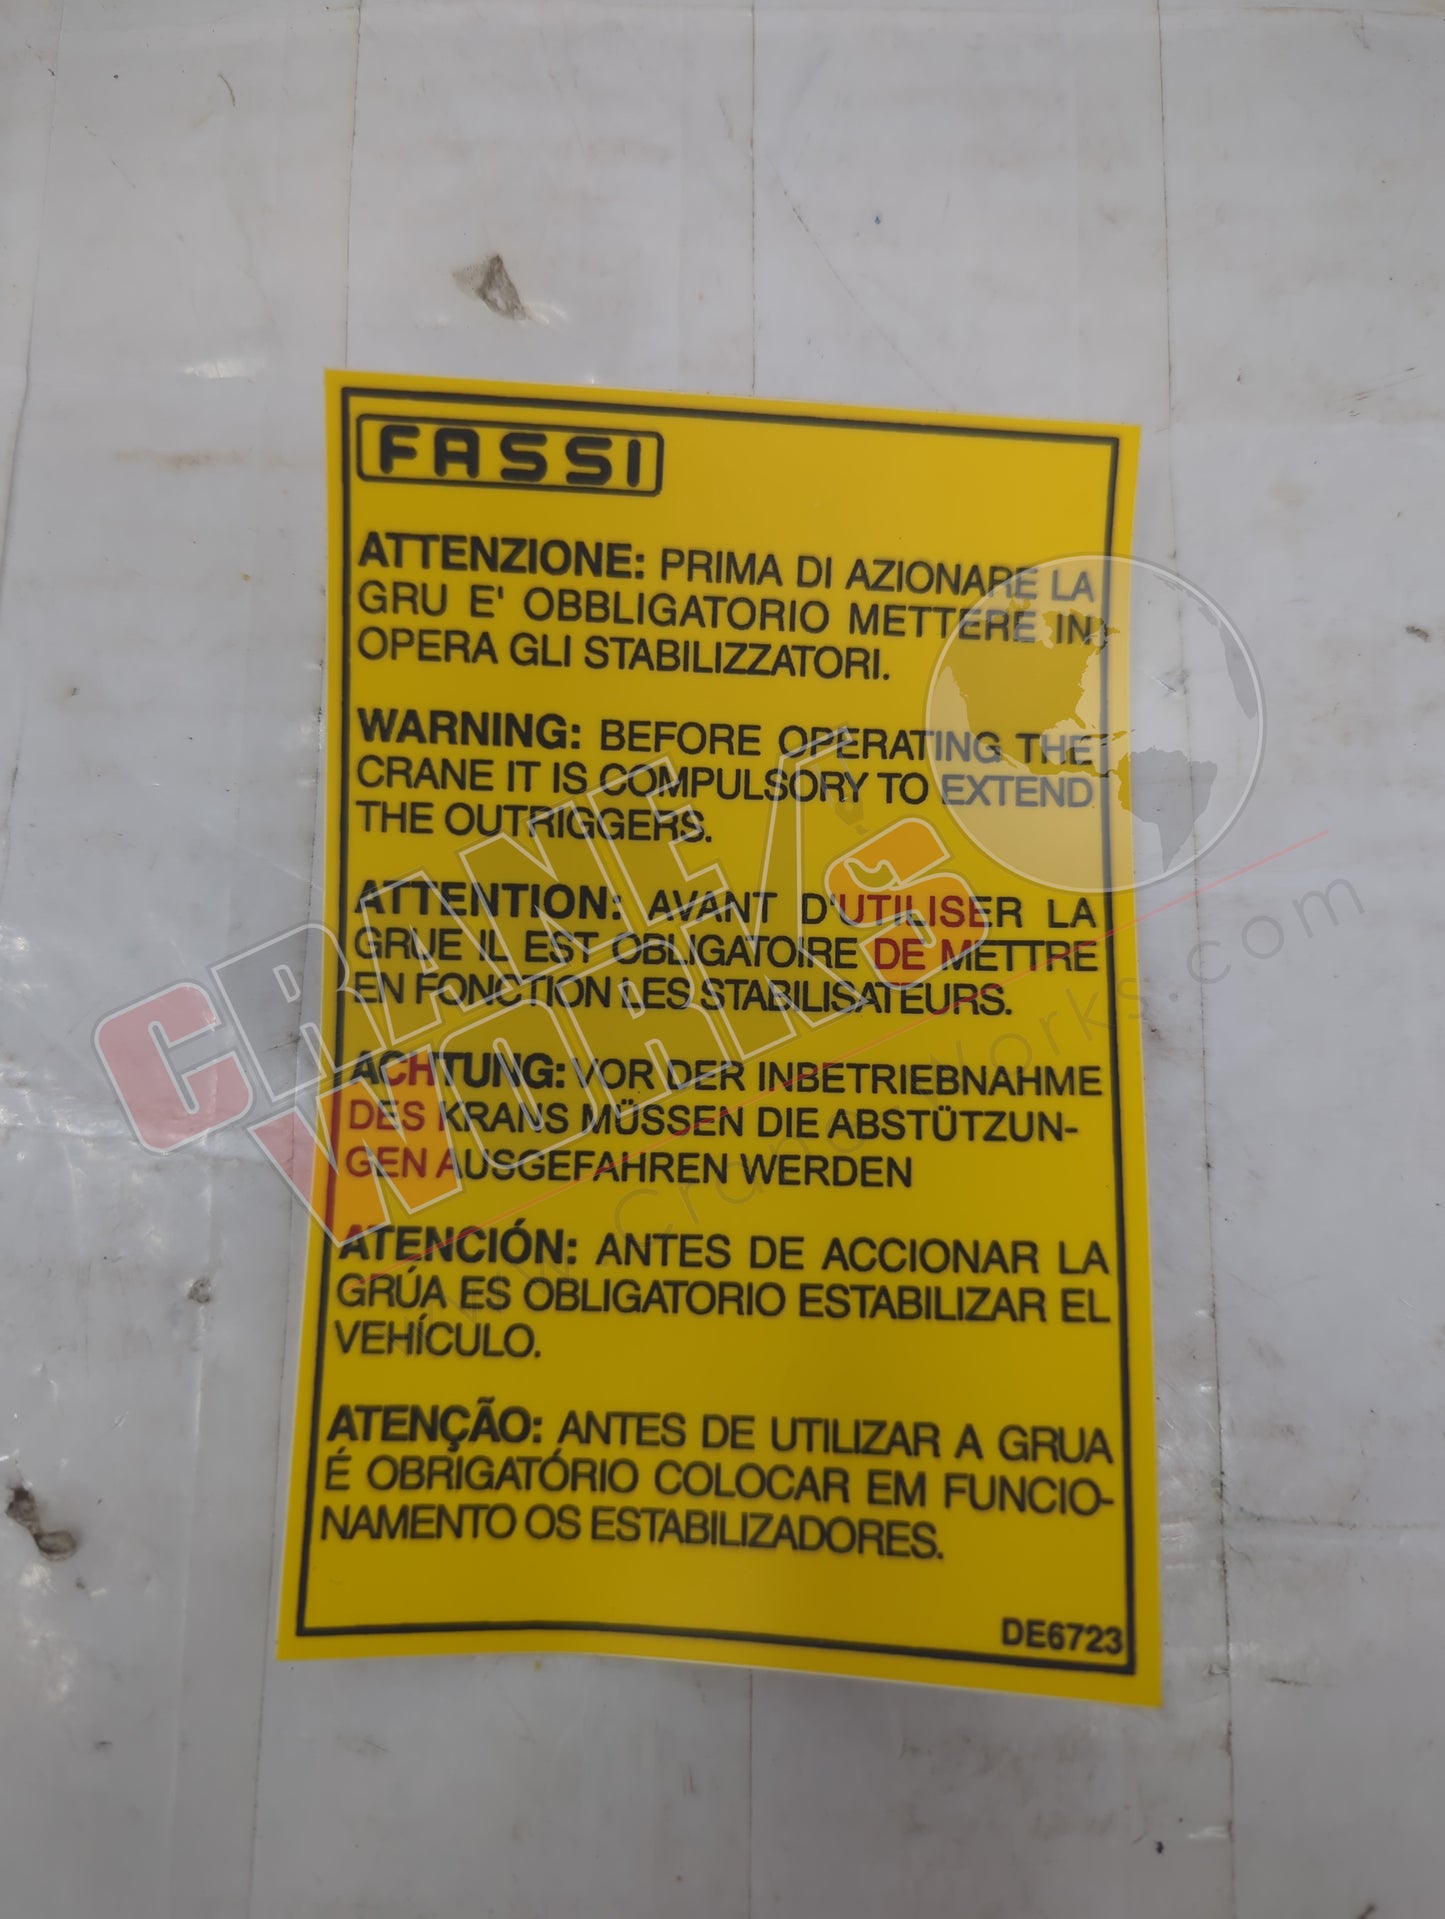 FASSI
ATTENZIONE: PRIMA DI AZIONARE LA
GRU E' OBBLIGATORIO METTERE IN
OPERA GLI STABILIZZATORI.
WARNING: BEFORE OPERATING THE
CRANE IT IS COMPULSORY TO EXTEND
THE OUTRIGGERS.
ATTENTION: AVANT D'UTILISER LA
GRUE IL EST OBLIGATOIRE DE METTRE
EN FONCTION LES STABILISATEURS.
ACHTUNG: VOR DER INBETRIEBNAHME
DES KRANS MÜSSEN DIE ABSTÜTZUN-
GEN AUSGEFAHREN WERDEN
ATENCIÓN: ANTES DE ACCIONAR LA
GRÚA ES OBLIGATORIO ESTABILIZAR EL
VEHÍCULO.
ATENÇÃO: ANTES DE UTILIZAR A GRUA
É OBRIGATÓRIO COLOCAR EM FUNCIO-
NAMENTO OS ESTABILIZADORES.
DE6723
CRANE
WORKS
www.CraneWorks.com